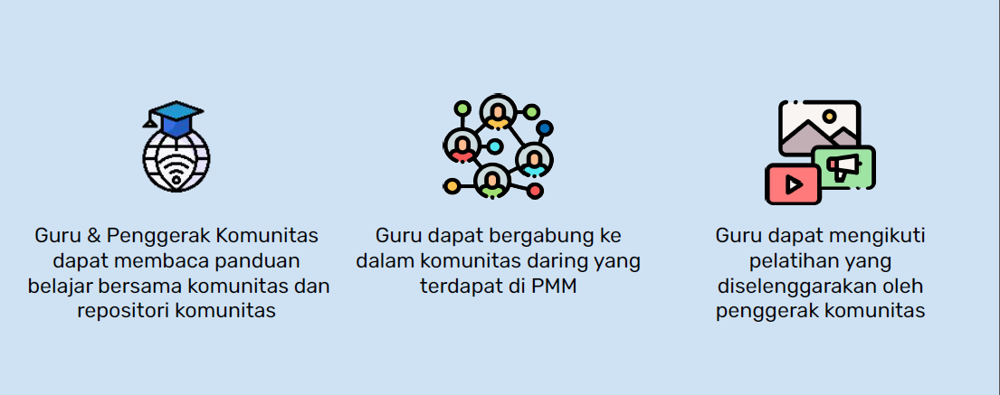 Guru & Penggerak Komunitas
dapat membaca panduan
belajar bersama komunitas dan
repositori komunitas
Guru dapat bergabung ke
dalam komunitas daring yang
terdapat di PMM
Guru dapat mengikuti
pelatihan yang
diselenggarakan oleh
penggerak komunitas